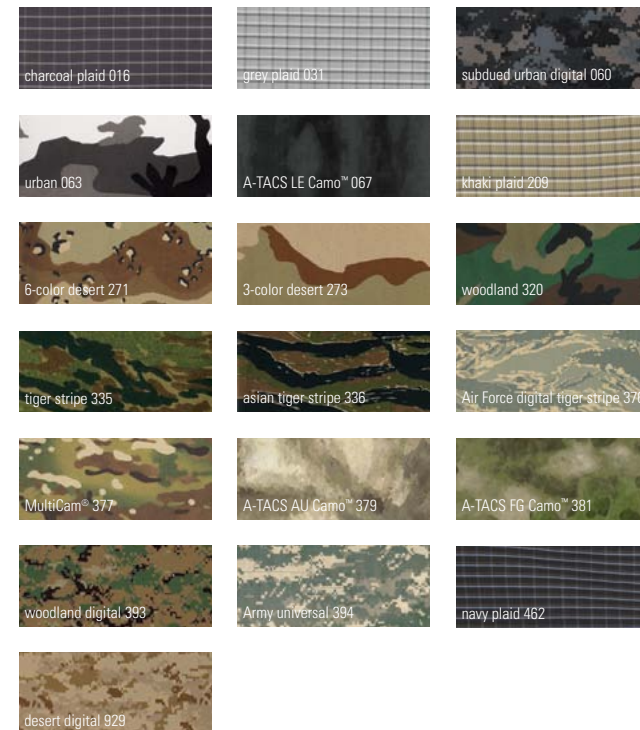 charcoal plaid 016
grey plaid 031
subdued urban digital 060
urban 063
A-TACS LE Camo™ 067
khaki plaid 209
6-color desert 271
3-color desert 273
woodland 320
tiger stripe 335
asian tiger stripe 336
Air Force digital tiger stripe 376
MultiCam® 377
A-TACS AU Camo™ 379
A-TACS FG Camo™ 381
woodland digital 393
Army universal 394
navy plaid 462
desert digital 929